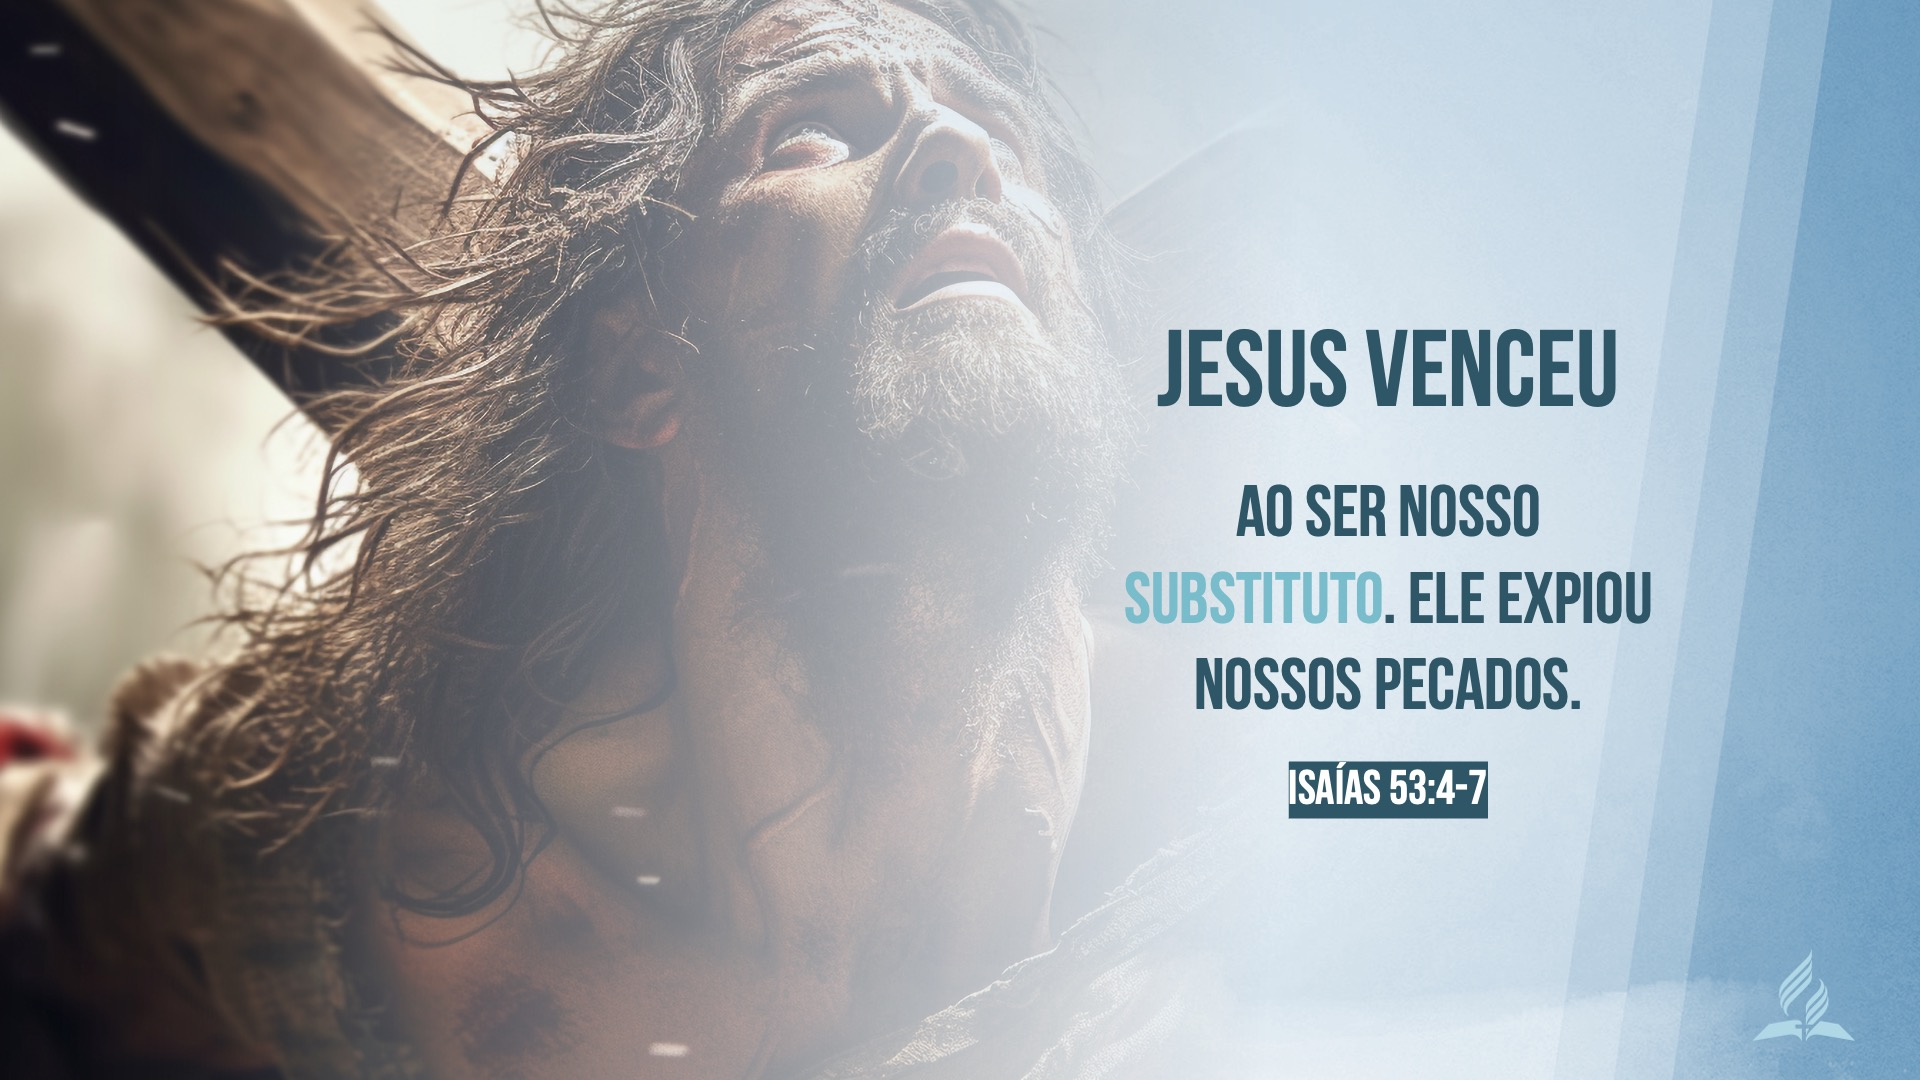 JESUS VENCEU
AO SER NOSSO
SUBSTITUTO. ELE EXPIOU
NOSSOS PECADOS.
ISAÍAS 53:4-7